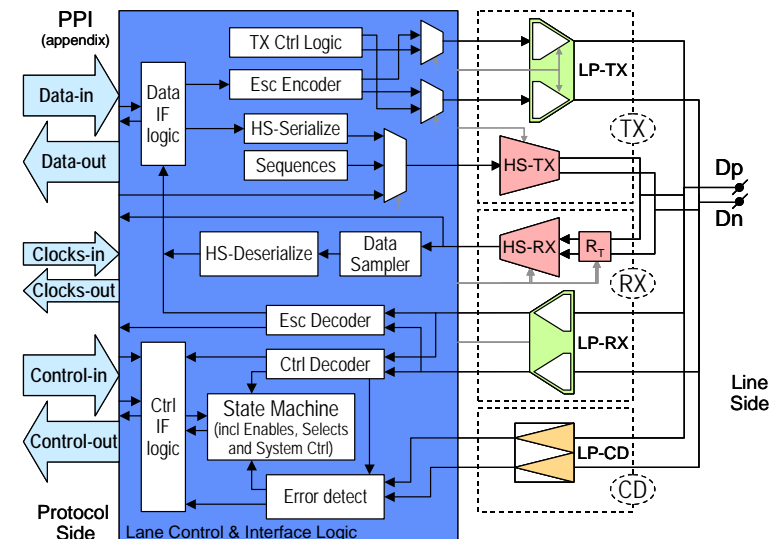 PPI
(appendix)
Data-in
Data-out
Clocks-in
Clocks-out
Control-in
Control-out
Protocol
Side
Data
IF
logic
TX Ctrl Logic
Esc Encoder
HS-Serialize
Sequences
HS-Deserialize
Data
Sampler
Esc Decoder
Ctrl Decoder
Ctrl
IF
logic
State Machine
(incl Enables, Selects
and System Ctrl)
Error detect
Lane Control & Interface Logic
LP-TX
TX
HS-TX
HS-RX
RT
RX
LP-RX
LP-CD
CD
Dp
Dn
Line
Side